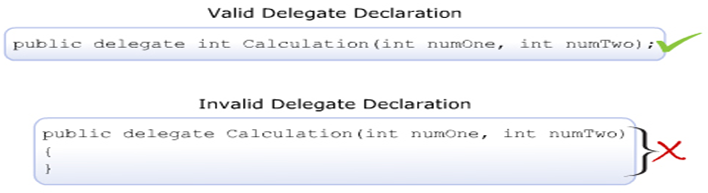 Valid Delegate Declaration
public delegate int Calculation(int numOne, int numTwo);
Invalid Delegate Declaration
public delegate Calculation(int numOne, int numTwo)
{
}